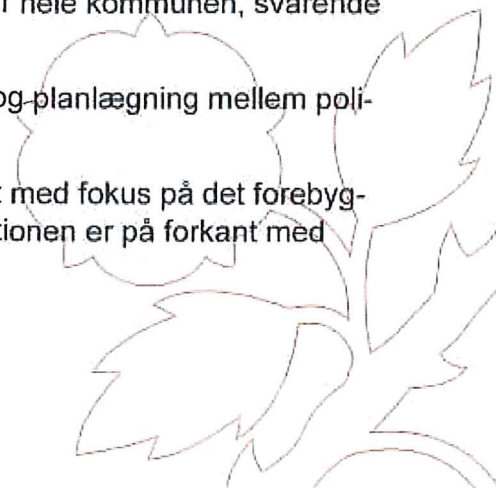 hele kommunen, svarende
og planlægning mellem poli-
med fokus på det forebyg-
tionen er på forkant med